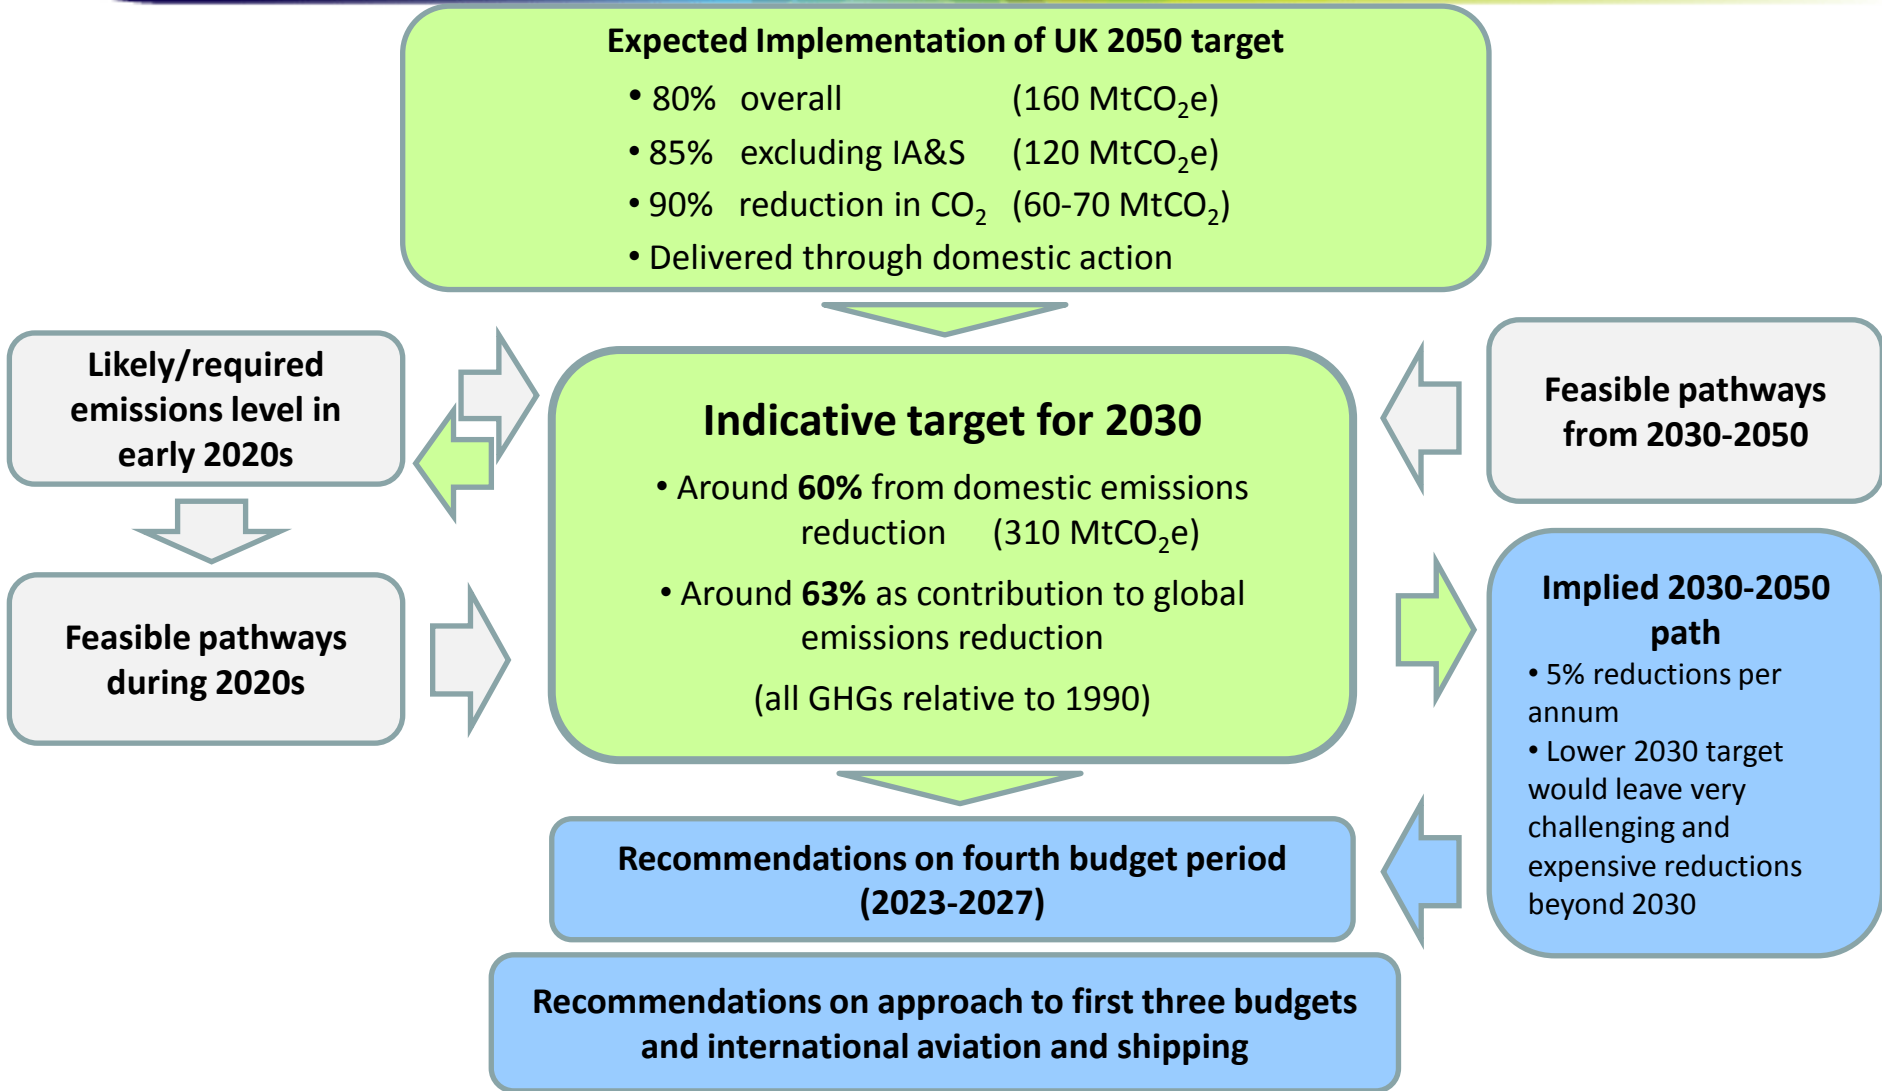 Expected Implementation of UK 2050 target
• 80% overall (160 MtCO₂e)
• 85% excluding IA&S (120 MtCO₂e)
• 90% reduction in CO₂ (60-70 MtCO₂)
• Delivered through domestic action
Likely/required
emissions level in
early 2020s
Feasible pathways
during 2020s
Indicative target for 2030
• Around 60% from domestic emissions
reduction (310 MtCO₂e)
• Around 63% as contribution to global
emissions reduction
(all GHGs relative to 1990)
Feasible pathways
from 2030-2050
Implied 2030-2050
path
• 5% reductions per
annum
• Lower 2030 target
would leave very
challenging and
expensive reductions
beyond 2030
Recommendations on fourth budget period
(2023-2027)
Recommendations on approach to first three budgets
and international aviation and shipping